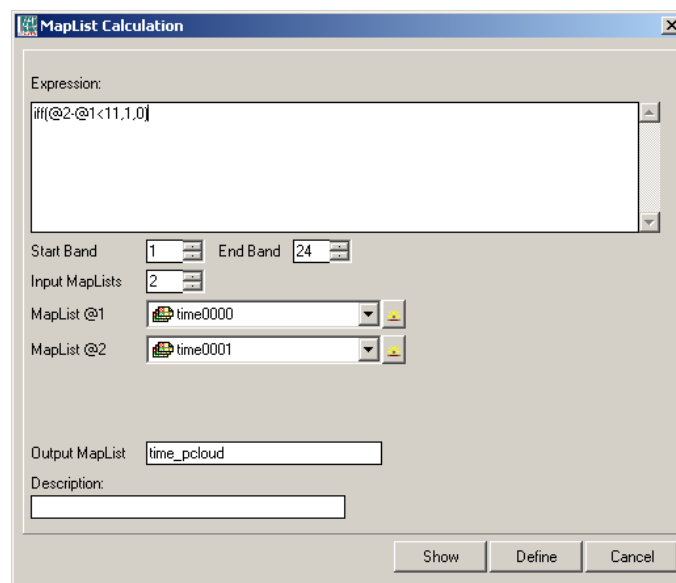 MapList Calculation
Expression:
iff(@2-@1<11,1,0)
Start Band 1 End Band 24
Input MapLists 2
MapList @1 time0000
MapList @2 time0001
Output MapList time_pcloud
Description:
Show Define Cancel